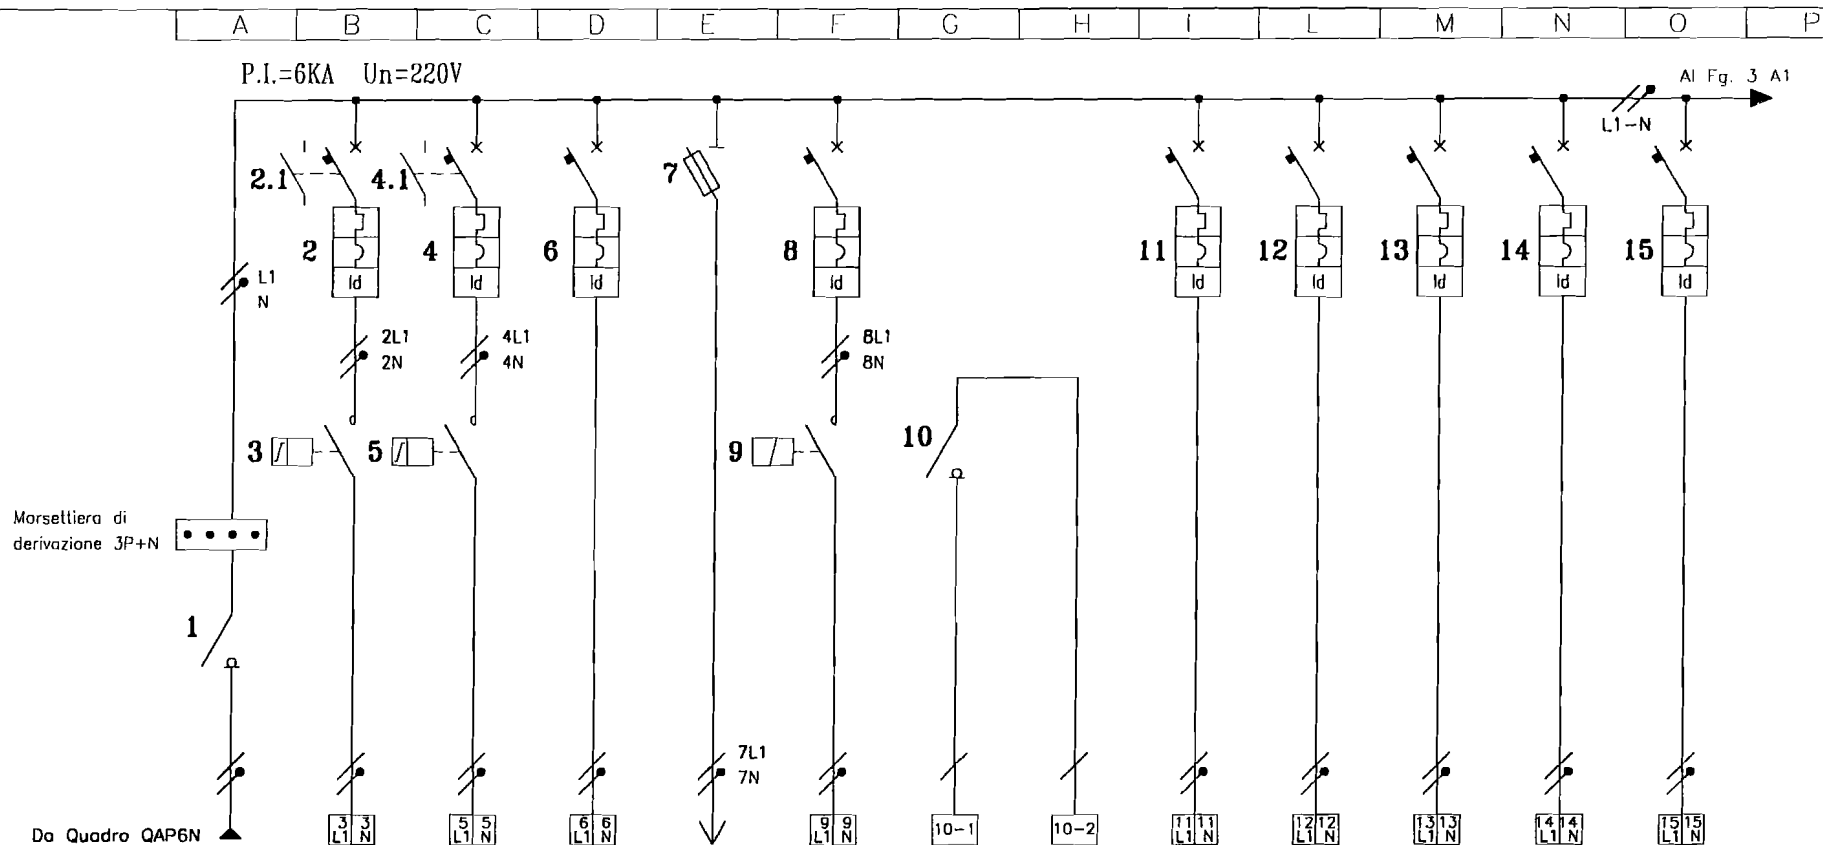 A B C D E F G H I L M N O P
P.I.=6KA Un=220V
Al Fg. 3 A1
L1-N
2.1 4.1 7
2 4 6 8 11 12 13 14 15
Id Id Id Id Id Id Id Id Id
L1
N
2L1 4L1 8L1
2N 4N 8N
10
3 5 9
Morsettiera di
derivazione 3P+N
1
7L1
7N
Da Quadro QAP6N
3 3 5 5 6 6 9 9 10-1 10-2 11 11 12 12 13 13 14 14 15 15
L1 N L1 N L1 N L1 N L1 N L1 N L1 N L1 N L1 N